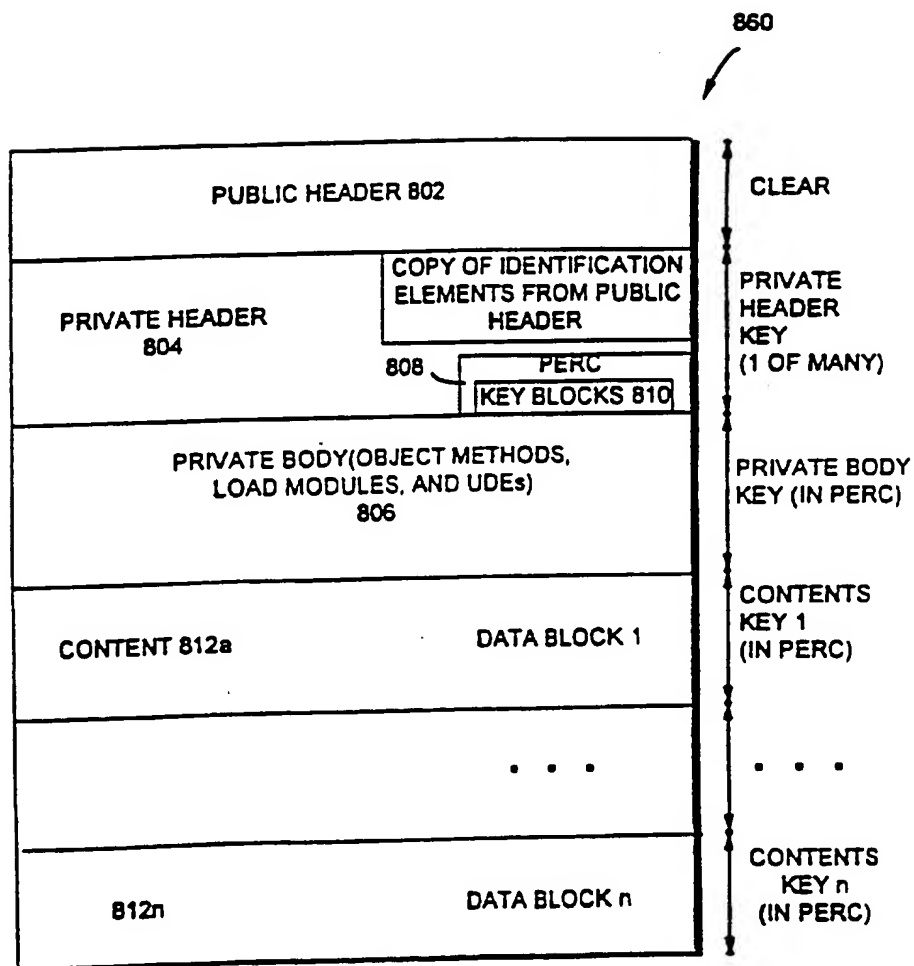 860
PUBLIC HEADER 802
CLEAR
COPY OF IDENTIFICATION
ELEMENTS FROM PUBLIC
HEADER
PRIVATE HEADER
804
PRIVATE
HEADER
KEY
(1 OF MANY)
808
PERC
KEY BLOCKS 810
PRIVATE BODY(OBJECT METHODS,
LOAD MODULES, AND UDEs)
806
PRIVATE BODY
KEY (IN PERC)
CONTENT 812a
DATA BLOCK 1
CONTENTS
KEY 1
(IN PERC)
. . .
. . .
812n
DATA BLOCK n
CONTENTS
KEY n
(IN PERC)